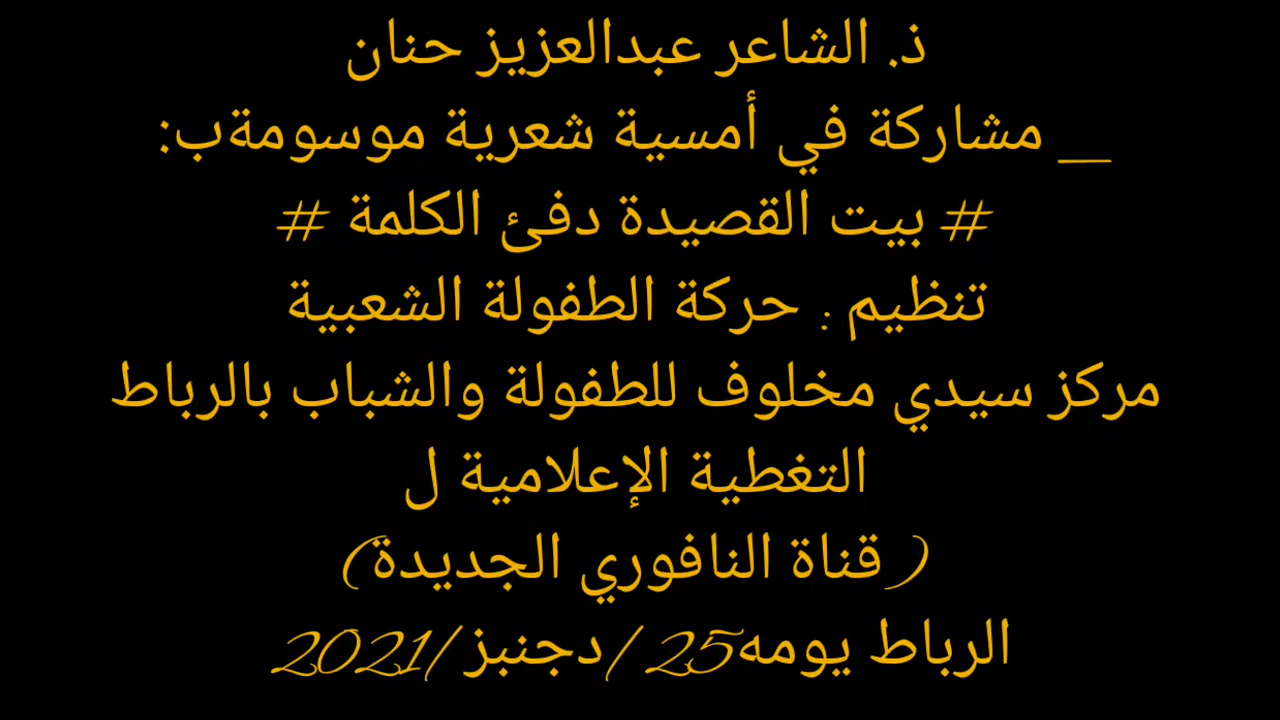 ذ. الشاعر عبدالعزيز حنان
_ مشاركة في أمسية شعرية موسومةب:
# بيت القصيدة دفئ الكلمة #
تنظيم : حركة الطفولة الشعبية
مركز سيدي مخلوف للطفولة والشباب بالرباط
التغطية الإعلامية ل
( قناة النافوري الجديدة)
الرباط يومه25 /دجنبز/2021